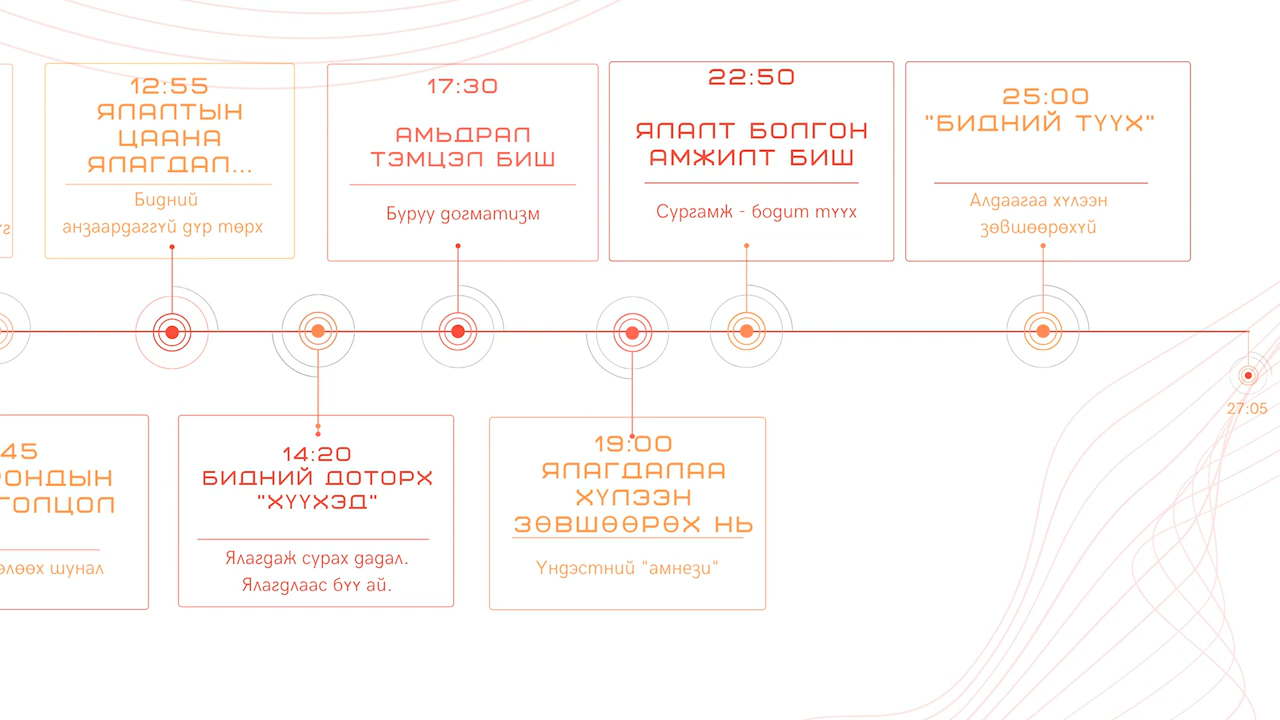 12:55
ЯЛАЛТЫН
ЦААНА
ЯЛАГДАЛ...
Бидний
анзаардаггүй дүр төрх
17:30
АМЬДРАЛ
ТЭМЦЭЛ БИШ
Буруу догматизм
22:50
ЯЛАЛТ БОЛГОН
АМЖИЛТ БИШ
Сургамж - бодит түүх
25:00
"БИДНИЙ ТҮҮХ"
Алдаагаа хүлээн
зөвшөөрөхүй
27:05
45
шунал
14:20
БИДНИЙ ДОТОРХ
"ХҮҮХЭД"
Ялагдаж сурах дадал.
Ялагдлаас бүү ай.
19:00
ЯЛАГДАЛАА
ХҮЛЭЭН
ЗӨВШӨӨРӨХ НЬ
Үндэстний "амнези"